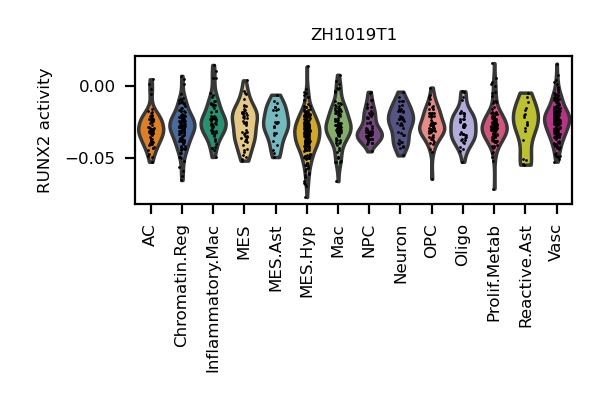 ZH1019T1
RUNX2 activity
0.00
−0.05
AC
Chromatin.Reg
Inflammatory.Mac
MES
MES.Ast
MES.Hyp
Mac
NPC
Neuron
OPC
Oligo
Prolif.Metab
Reactive.Ast
Vasc